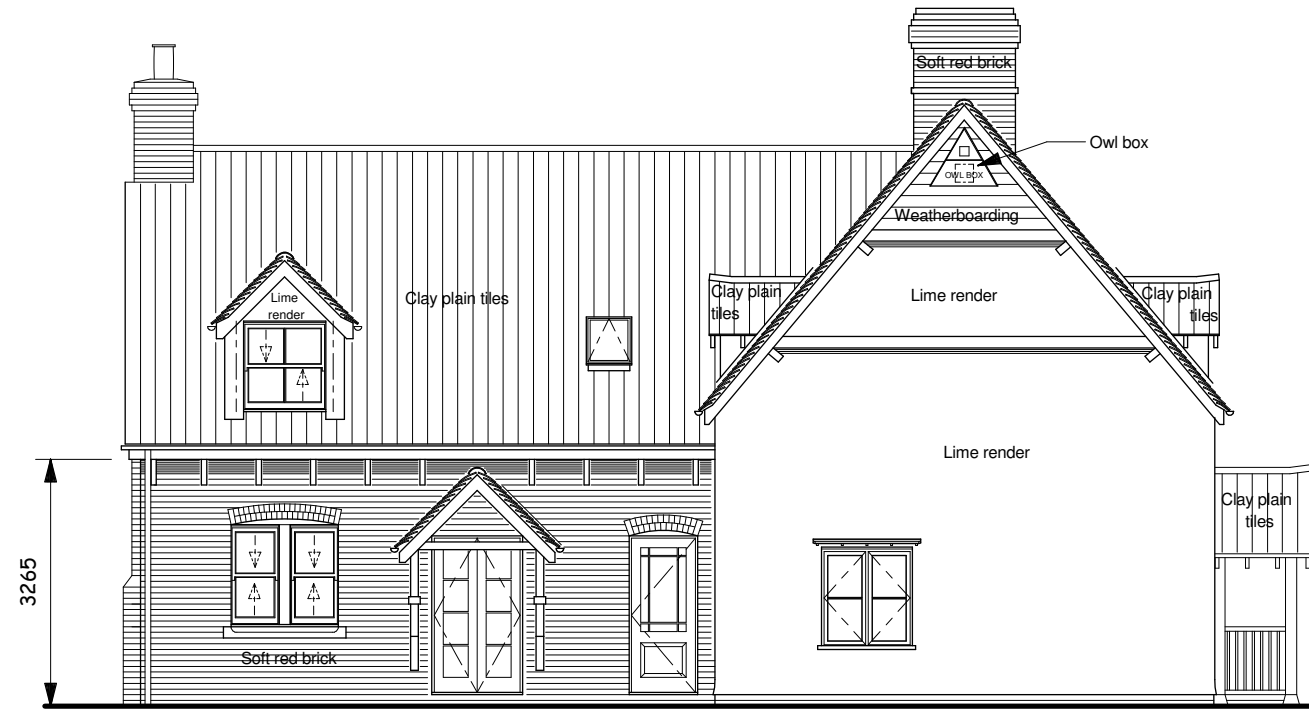 Soft red brick
Owl box
OWL BOX
Weatherboarding
Clay plain tiles
Lime
render
Clay plain
tiles
Lime render
Clay plain
tiles
Lime render
Clay plain
tiles
3265
Soft red brick